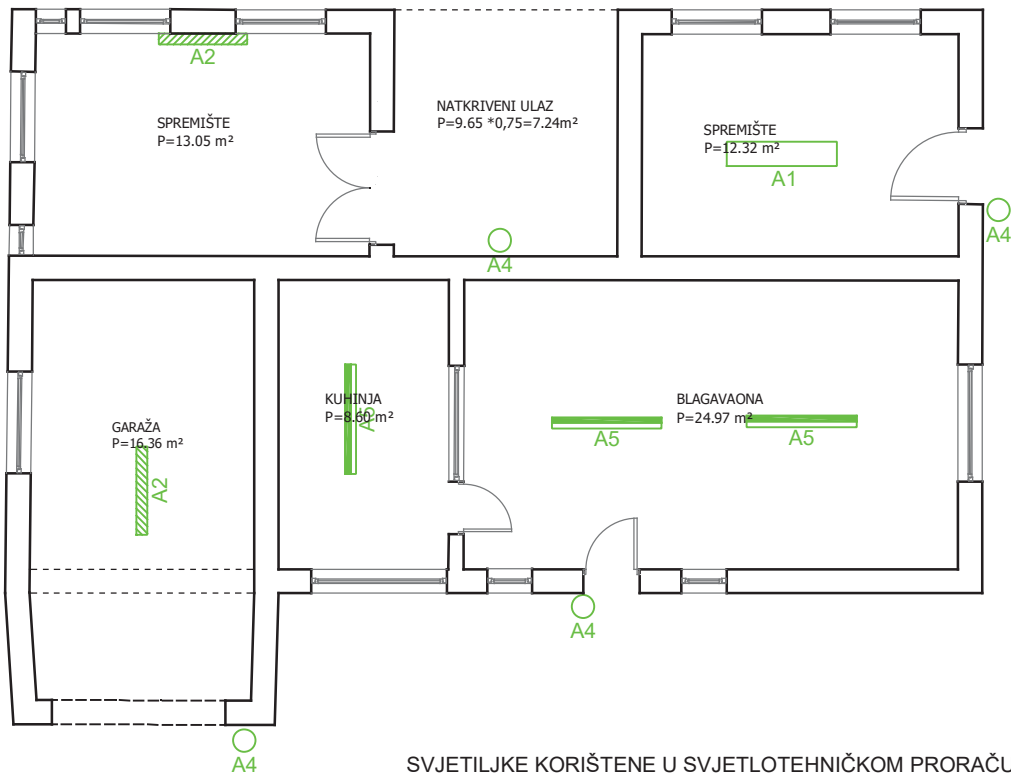 A2
SPREMIŠTE
P=13.05 m²
NATKRIVENI ULAZ
P=9.65 *0,75=7.24m²
SPREMIŠTE
P=12.32 m²
A1
A4
A4
KUHINJA
P=8.60 m²
A5
BLAGAVAONA
P=24.97 m²
A5
A5
GARAŽA
P=16.36 m²
A2
A4
A4
SVJETILJKE KORIŠTENE U SVJETLOTEHNIČKOM PRORAČU